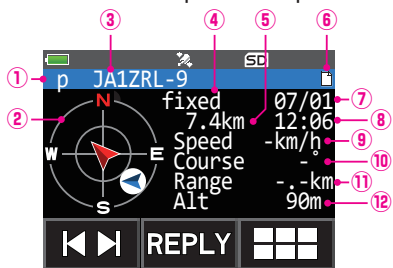 ③ ④ ⑤ ⑥
SD
① p JA1ZRL-9
② N fixed 07/01 ⑦
7.4km 12:06 ⑧
Speed -km/h ⑨
W E Course -° ⑩
Range -.-km ⑪
S Alt 90m ⑫
REPLY